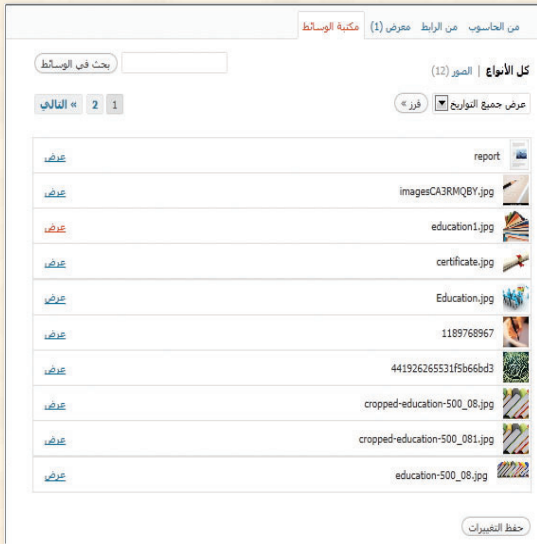 من الحاسوب من الرابط معرض (1) مكتبة الوسائط
كل الأنواع | الصور (12)
بحث في الوسائط
عرض جميع التواريخ فرز »
1 2 التالي »
report عرض
imagesCA3RMQBY.jpg عرض
education1.jpg عرض
certificate.jpg عرض
Education.jpg عرض
1189768967 عرض
441926265531f5b66bd3 عرض
cropped-education-500_08.jpg عرض
cropped-education-500_081.jpg عرض
education-500_08.jpg عرض
حفظ التغييرات